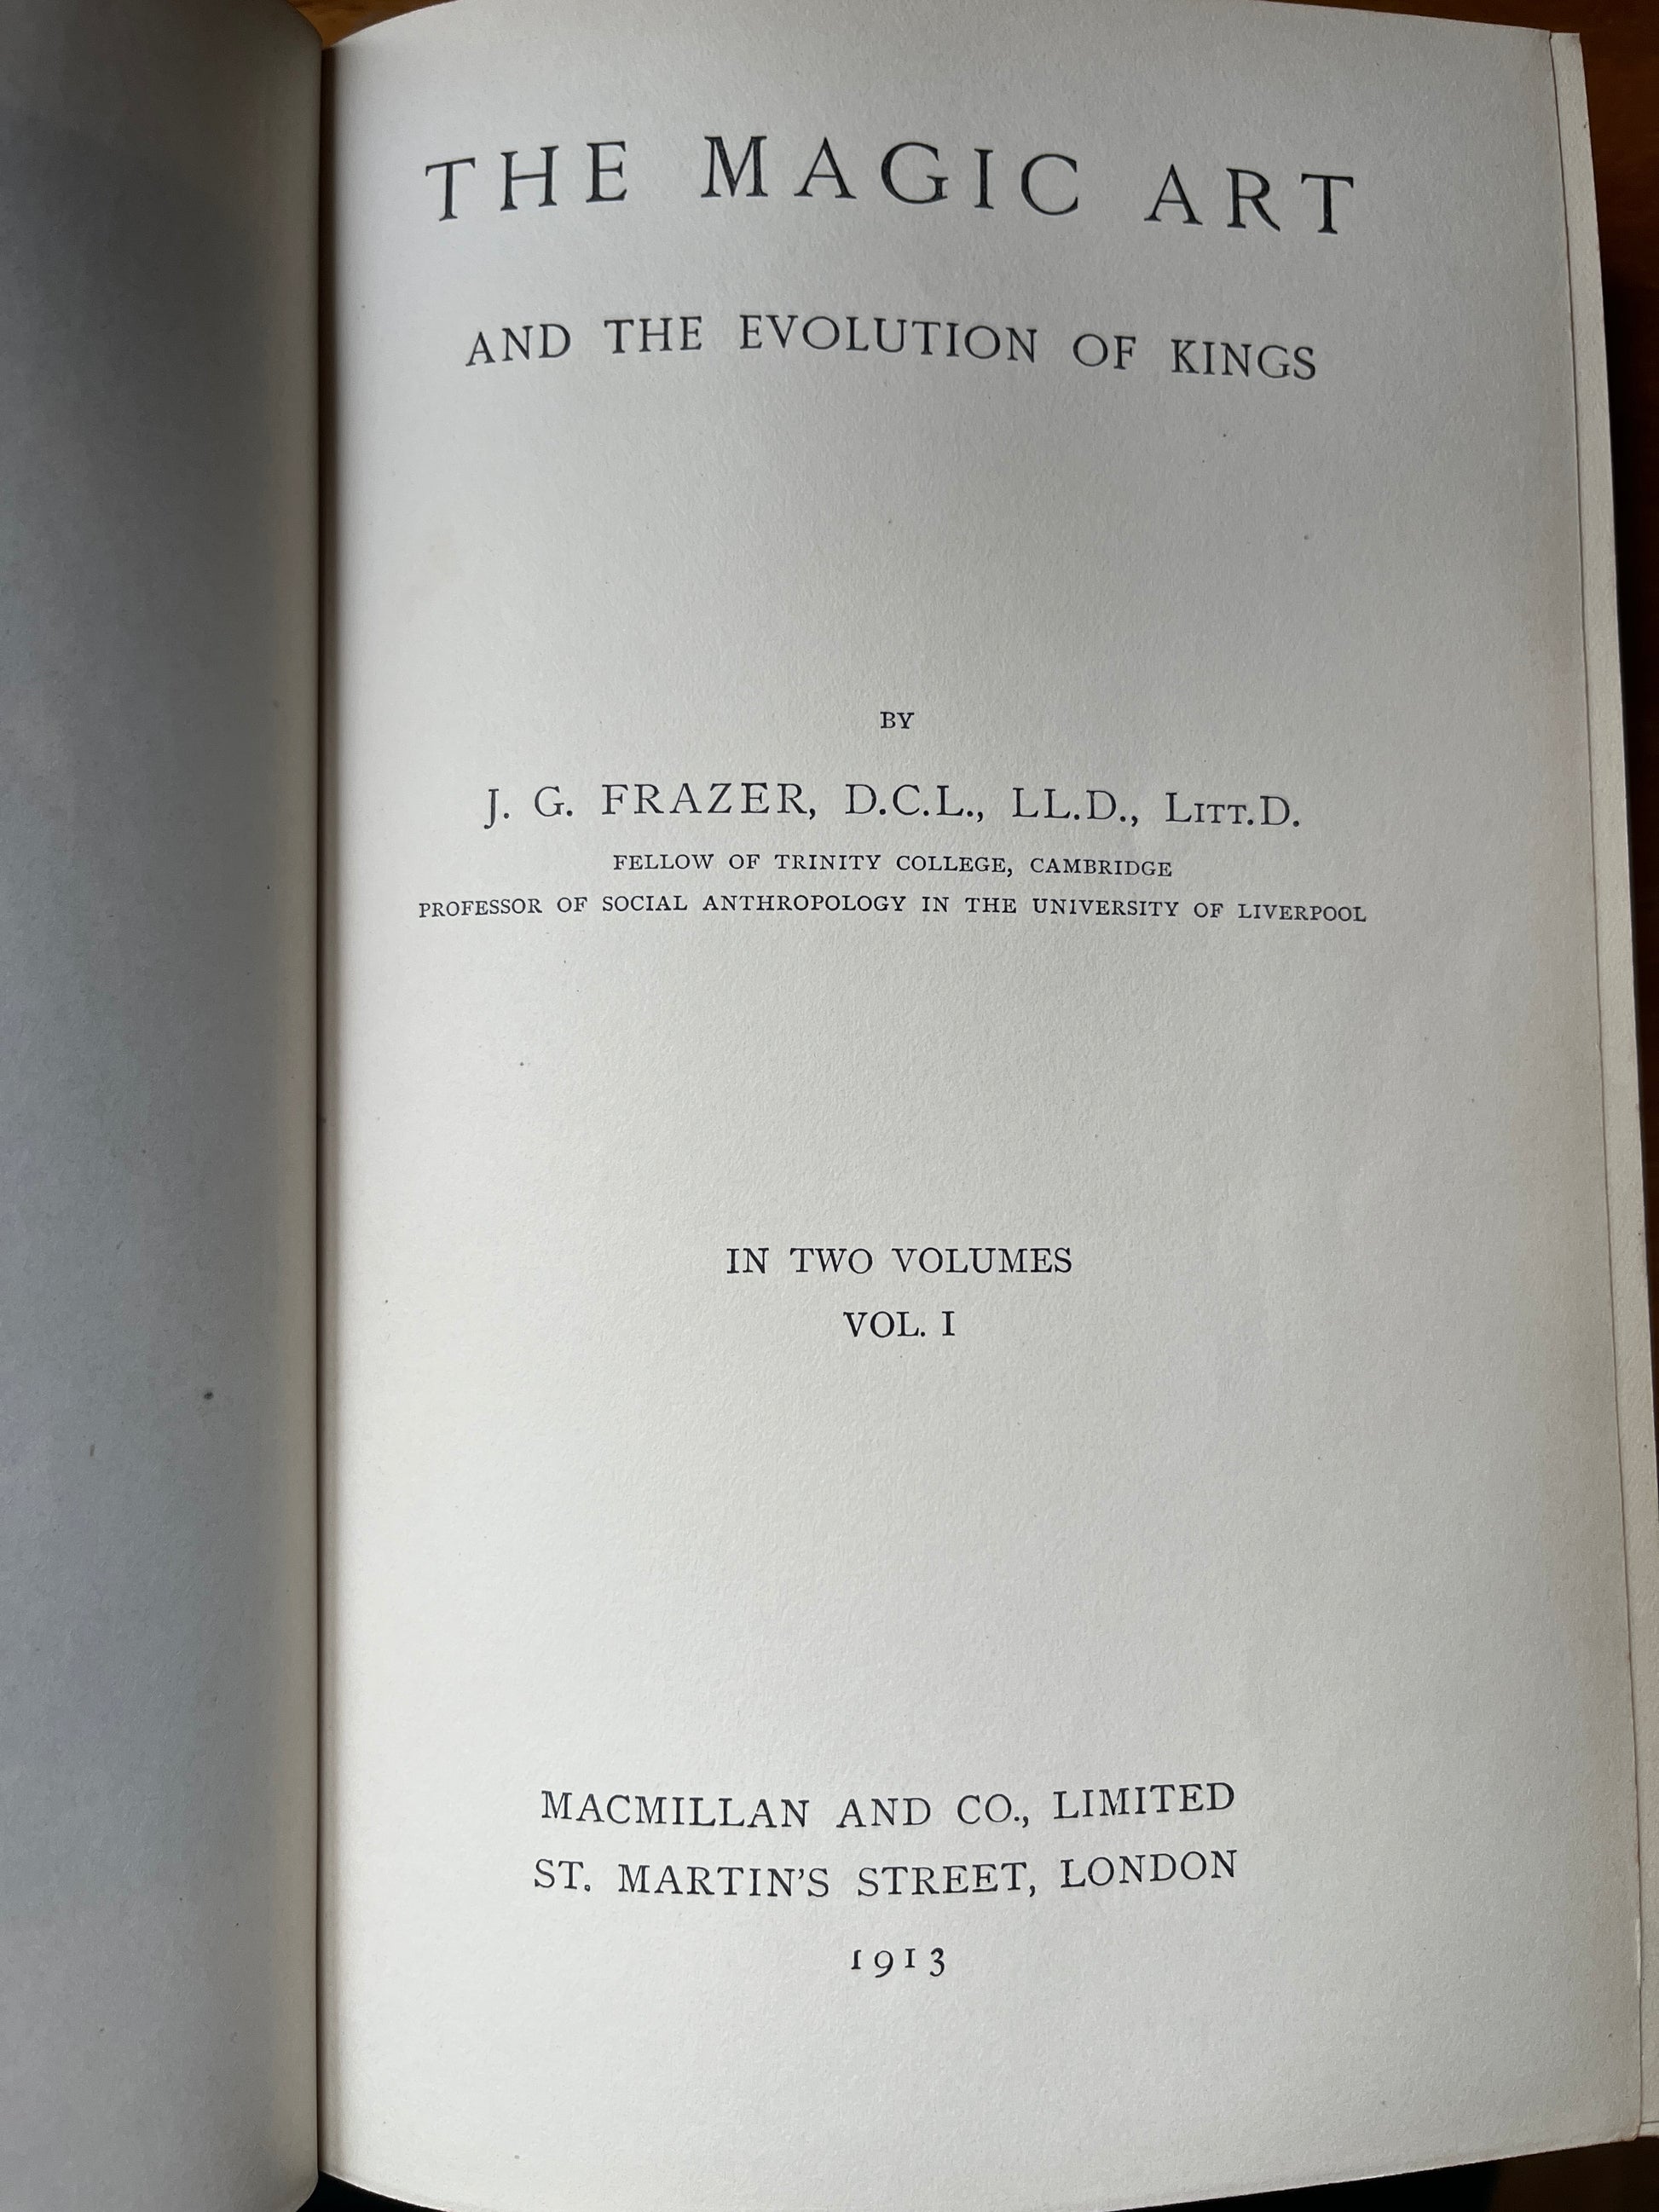 THE MAGIC ART
AND THE EVOLUTION OF KINGS
BY
J. G. FRAZER, D.C.L., LL.D., LITT.D.
FELLOW OF TRINITY COLLEGE, CAMBRIDGE
PROFESSOR OF SOCIAL ANTHROPOLOGY IN THE UNIVERSITY OF LIVERPOOL
IN TWO VOLUMES
VOL. I
MACMILLAN AND CO., LIMITED
ST. MARTIN'S STREET, LONDON
1913